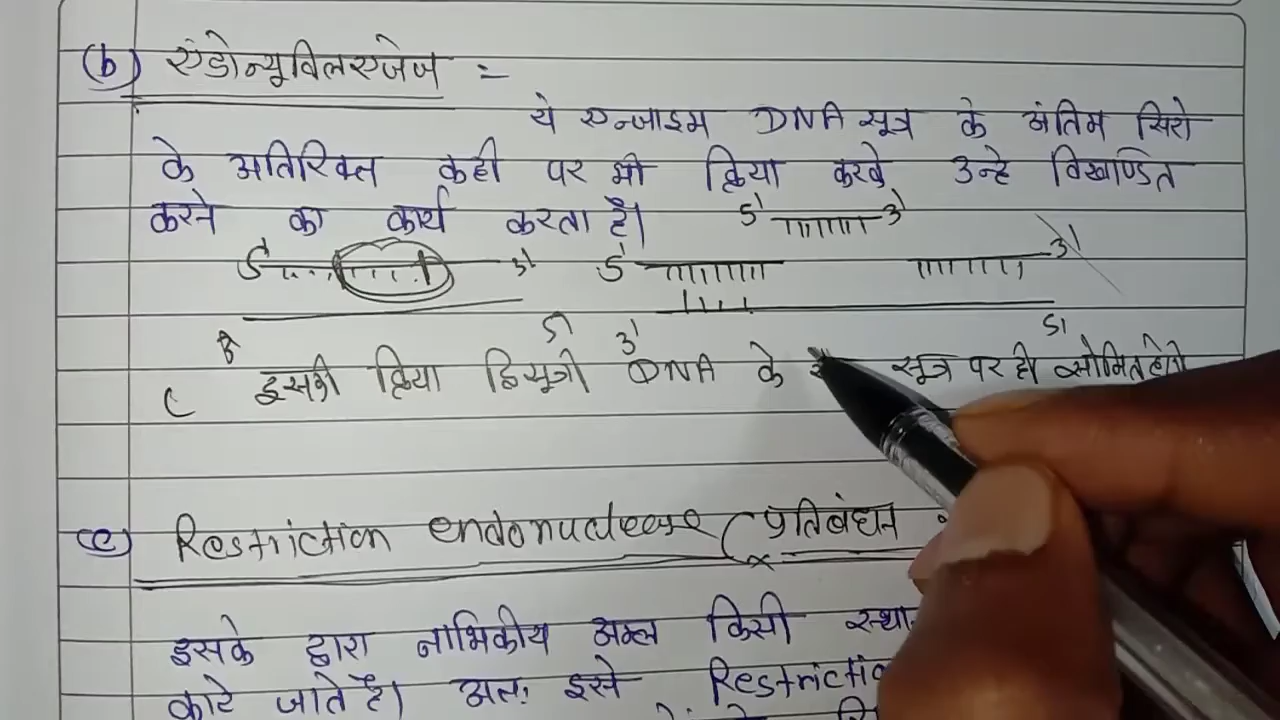 (b) एंडोन्यूक्लिएजेज :-
ये एन्जाइम DNA सूत्र के अंतिम सिरो
के अतिरिक्त कही पर भी क्रिया करके उन्हे विखण्डित
करने का कार्य करता है।
5' 3'
5' 3' 5' 3'
5' 3' 5'
इसकी क्रिया द्विसूत्री DNA के सूत्र पर ही सीमित होती
(c) Restriction endonuclease (प्रतिबंधन
इसके द्वारा नाभिकीय अम्ल किसी
काटे जाते है। अतः इसे